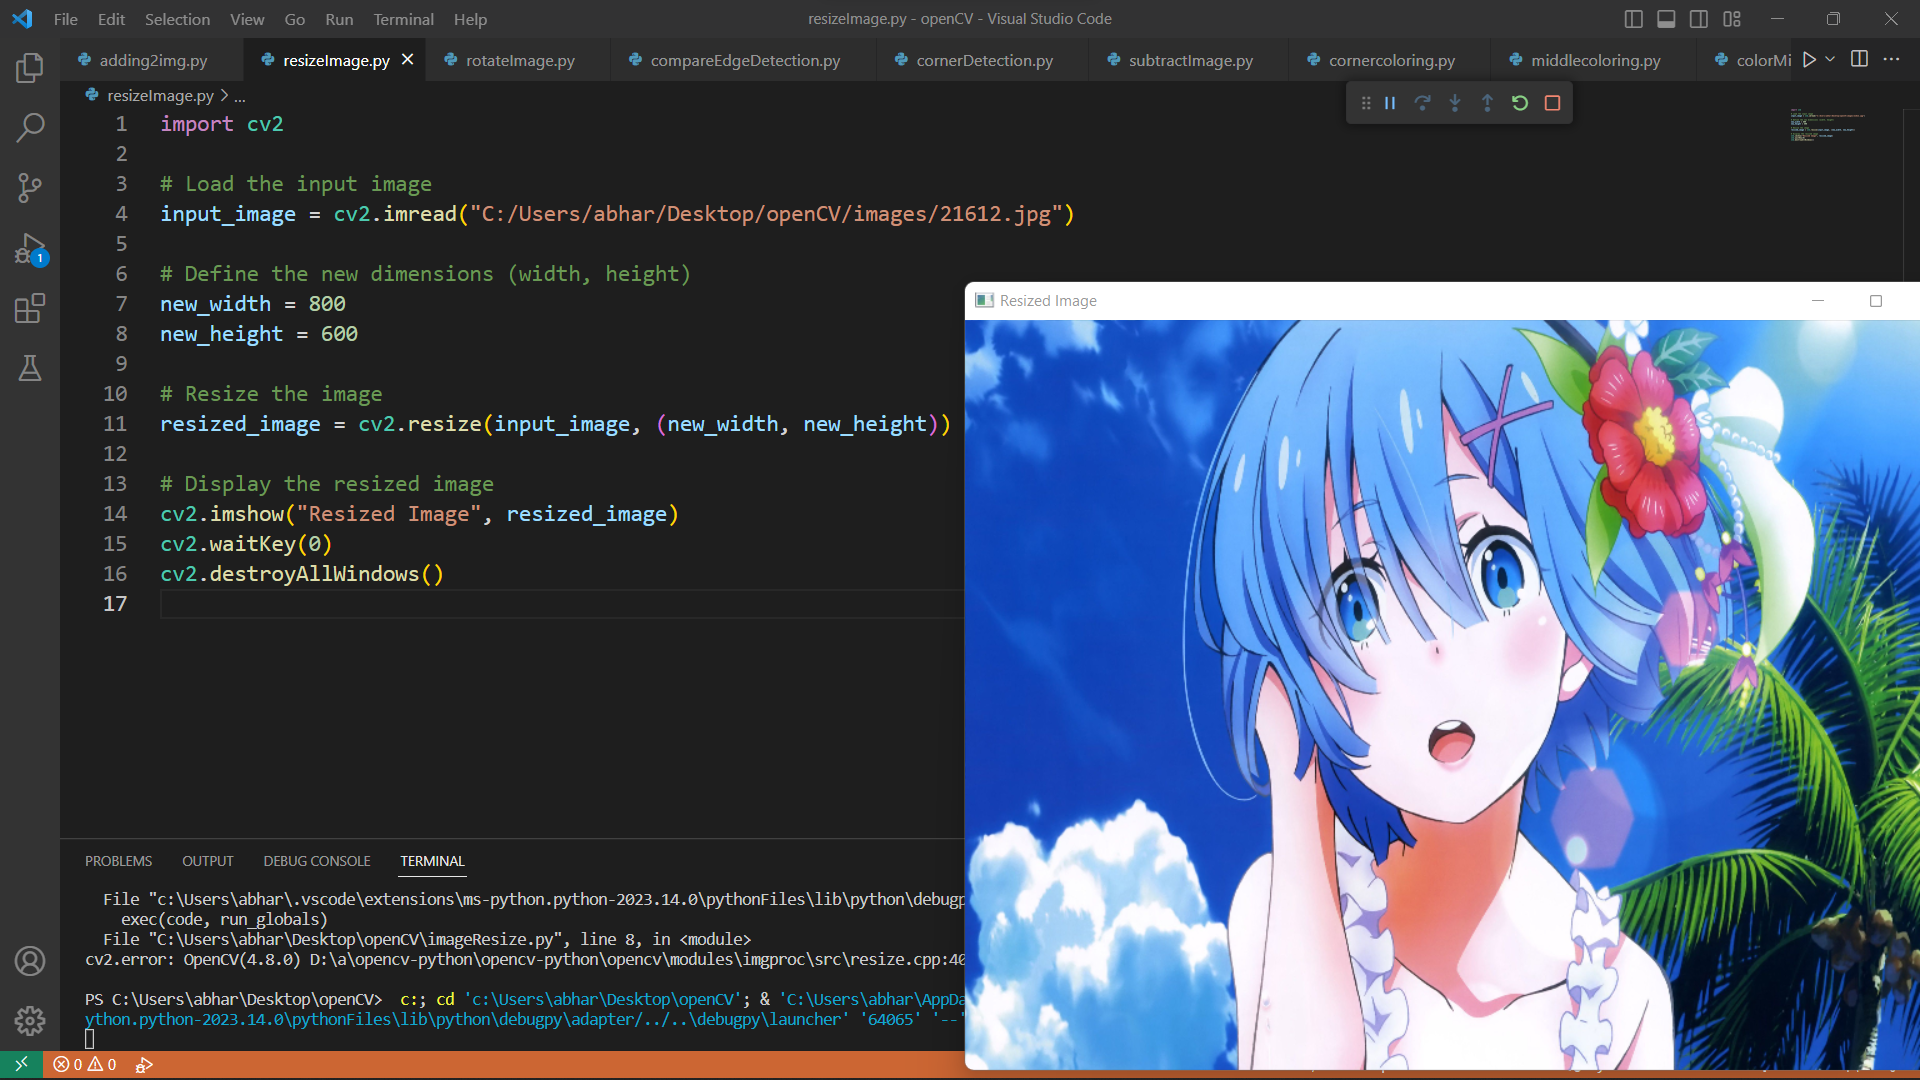 File Edit Selection View Go Run Terminal Help
resizeImage.py - openCV - Visual Studio Code
adding2img.py resizeImage.py rotateImage.py compareEdgeDetection.py cornerDetection.py subtractImage.py cornercoloring.py middlecoloring.py colorMi
resizeImage.py > ...
1 import cv2
2
3 # Load the input image
4 input_image = cv2.imread("C:/Users/abhar/Desktop/openCV/images/21612.jpg")
5
6 # Define the new dimensions (width, height)
7 new_width = 800
8 new_height = 600
9
10 # Resize the image
11 resized_image = cv2.resize(input_image, (new_width, new_height))
12
13 # Display the resized image
14 cv2.imshow("Resized Image", resized_image)
15 cv2.waitKey(0)
16 cv2.destroyAllWindows()
17
1
Resized Image
PROBLEMS OUTPUT DEBUG CONSOLE TERMINAL
File "c:\Users\abhar\.vscode\extensions\ms-python.python-2023.14.0\pythonFiles\lib\python\debugp
exec(code, run_globals)
File "C:\Users\abhar\Desktop\openCV\imageResize.py", line 8, in <module>
cv2.error: OpenCV(4.8.0) D:\a\opencv-python\opencv-python\opencv\modules\imgproc\src\resize.cpp:40
PS C:\Users\abhar\Desktop\openCV>  c:; cd 'c:\Users\abhar\Desktop\openCV'; & 'C:\Users\abhar\AppDa
ython.python-2023.14.0\pythonFiles\lib\python\debugpy\adapter/../..\debugpy\launcher' '64065' '--'
0 0